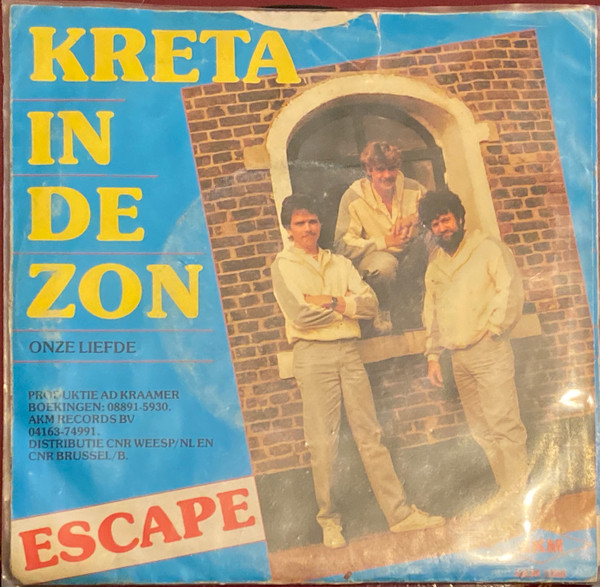 KRETA
IN
DE
ZON
ONZE LIEFDE
PRODUKTIE AD KRAAMER
BOEKINGEN: 08891-5930.
AKM RECORDS BV
04163-74991.
DISTRIBUTIE CNR WEESP/NL EN
CNR BRUSSEL/B.
ESCAPE